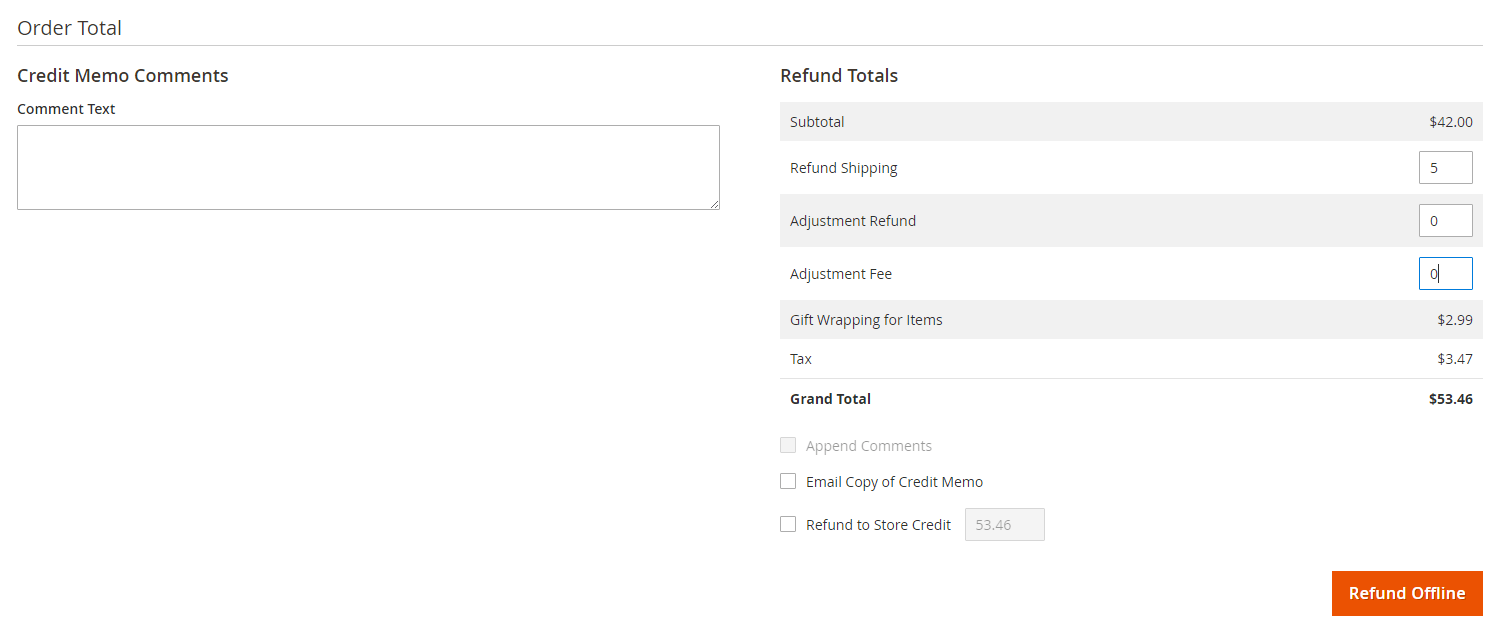 Order Total
Credit Memo Comments
Comment Text
Refund Totals
Subtotal $42.00
Refund Shipping 5
Adjustment Refund 0
Adjustment Fee 0
Gift Wrapping for Items $2.99
Tax $3.47
Grand Total $53.46
Append Comments
Email Copy of Credit Memo
Refund to Store Credit 53.46
Refund Offline